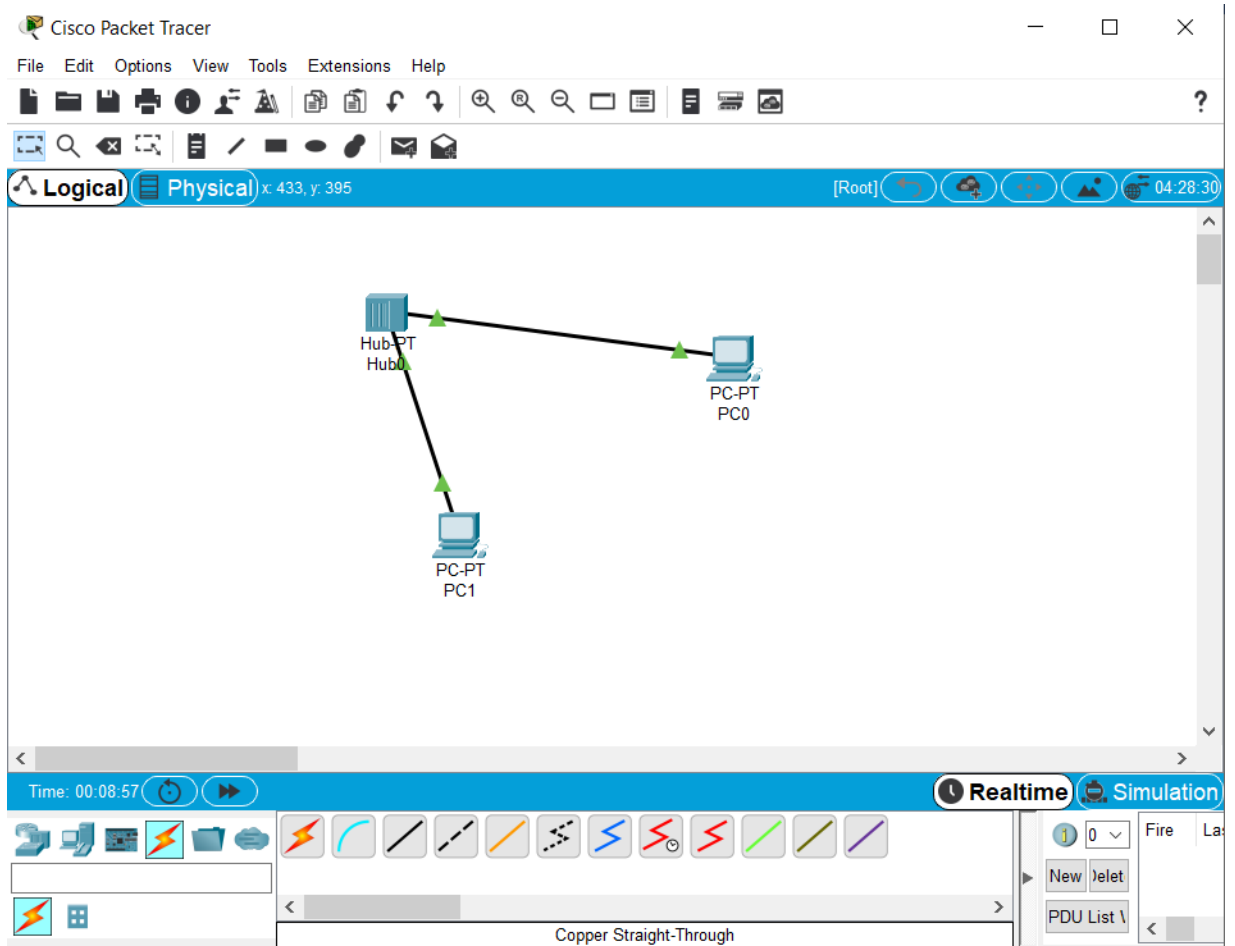 Cisco Packet Tracer
File Edit Options View Tools Extensions Help
?
Logical Physical x: 433, y: 395 [Root] 04:28:30
Hub-PT
Hub0
PC-PT
PC0
PC-PT
PC1
Time: 00:08:57 Realtime Simulation
0 Fire Las
New Delet
PDU List
Copper Straight-Through